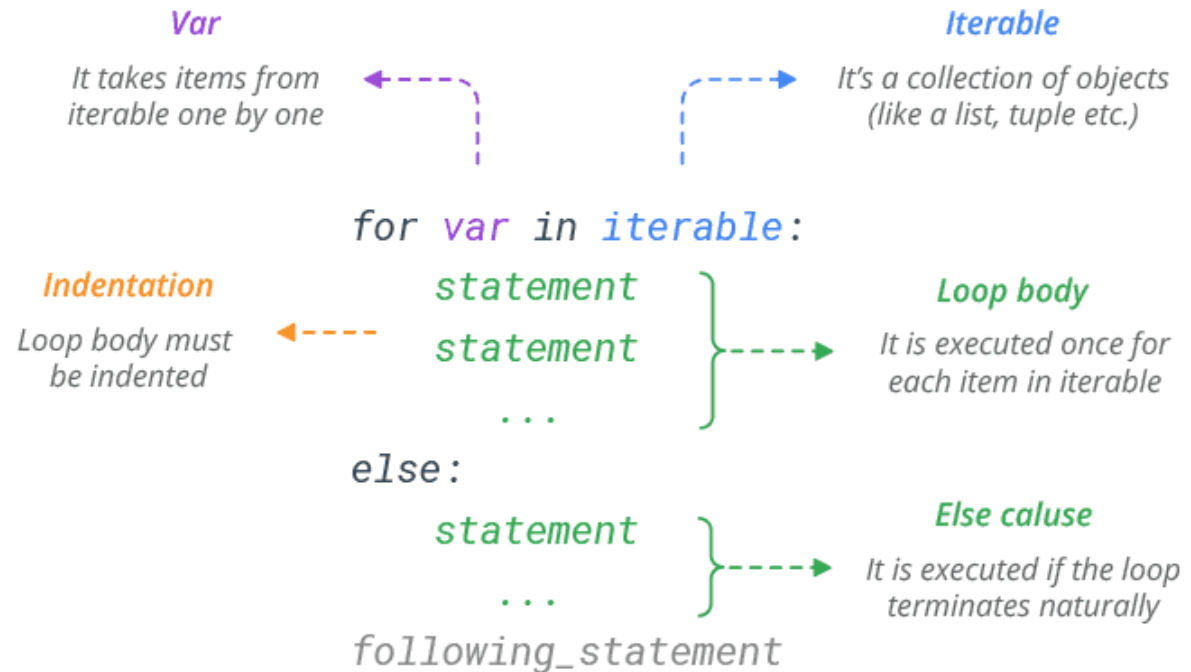 Var
It takes items from
iterable one by one
Iterable
It's a collection of objects
(like a list, tuple etc.)
for var in iterable:
Indentation
Loop body must
be indented
statement
statement
...
Loop body
It is executed once for
each item in iterable
else:
statement
...
Else caluse
It is executed if the loop
terminates naturally
following_statement